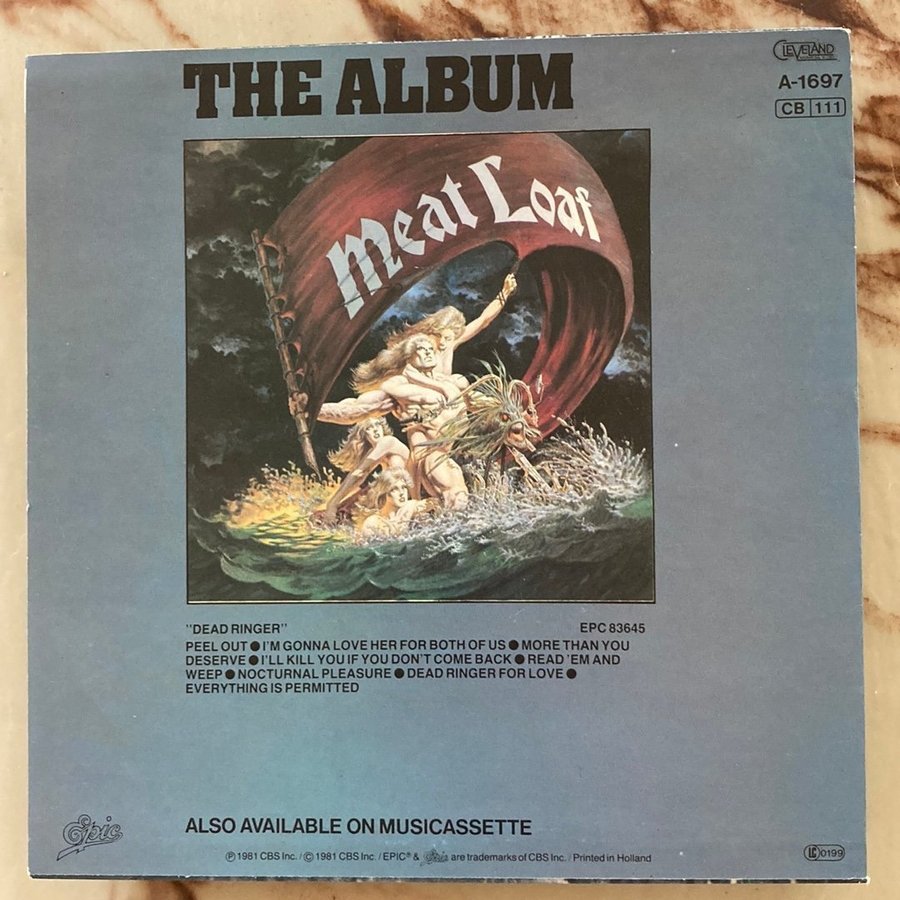 THE ALBUM
CLEVELAND
A-1697
CB 111
Meat Loaf
"DEAD RINGER" EPC 83645
PEEL OUT ● I'M GONNA LOVE HER FOR BOTH OF US ● MORE THAN YOU
DESERVE ● I'LL KILL YOU IF YOU DON'T COME BACK ● READ 'EM AND
WEEP ● NOCTURNAL PLEASURE ● DEAD RINGER FOR LOVE ●
EVERYTHING IS PERMITTED
Epic
ALSO AVAILABLE ON MUSICASSETTE
Ⓟ 1981 CBS Inc. / © 1981 CBS Inc. / EPIC® & Epic are trademarks of CBS Inc. / Printed in Holland
LC 0199